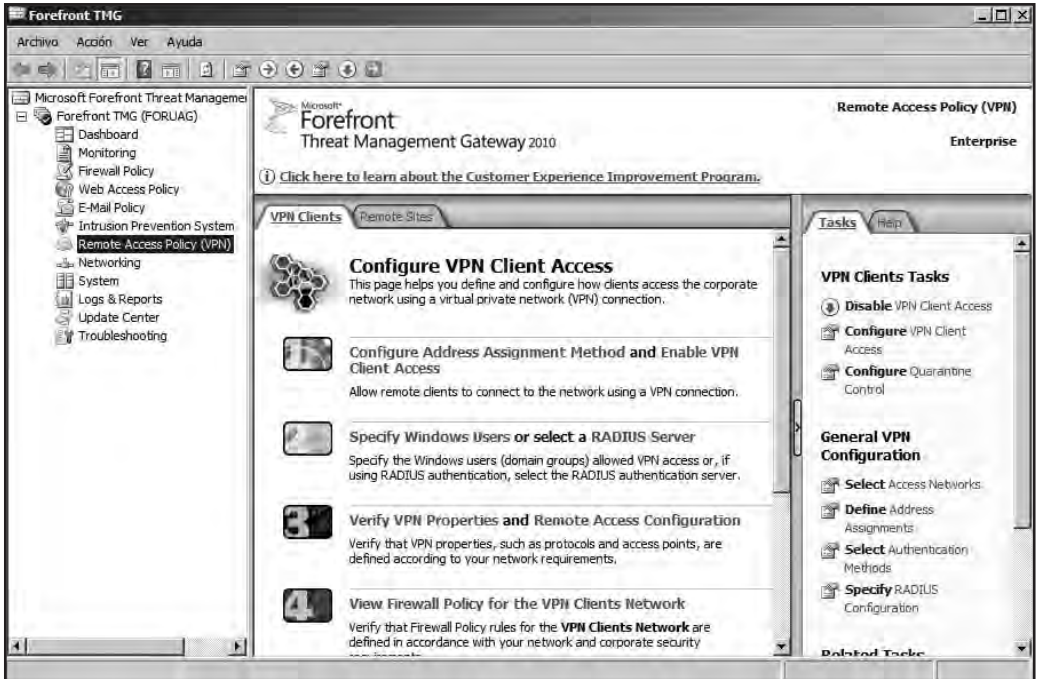 Forefront TMG
Archivo Acción Ver Ayuda
Microsoft Forefront Threat Managemen
Forefront TMG (FORUAG)
Dashboard
Monitoring
Firewall Policy
Web Access Policy
E-Mail Policy
Intrusion Prevention System
Remote Access Policy (VPN)
Networking
System
Logs & Reports
Update Center
Troubleshooting
Microsoft
Forefront
Threat Management Gateway 2010
Remote Access Policy (VPN)
Enterprise
Click here to learn about the Customer Experience Improvement Program.
VPN Clients Remote Sites
Configure VPN Client Access
This page helps you define and configure how clients access the corporate
network using a virtual private network (VPN) connection.
Configure Address Assignment Method and Enable VPN
Client Access
Allow remote clients to connect to the network using a VPN connection.
Specify Windows Users or select a RADIUS Server
Specify the Windows users (domain groups) allowed VPN access or, if
using RADIUS authentication, select the RADIUS authentication server.
3
Verify VPN Properties and Remote Access Configuration
Verify that VPN properties, such as protocols and access points, are
defined according to your network requirements.
4
View Firewall Policy for the VPN Clients Network
Verify that Firewall Policy rules for the VPN Clients Network are
defined in accordance with your network and corporate security
Tasks Help
VPN Clients Tasks
Disable VPN Client Access
Configure VPN Client
Access
Configure Quarantine
Control
General VPN
Configuration
Select Access Networks
Define Address
Assignments
Select Authentication
Methods
Specify RADIUS
Configuration
Related Tasks